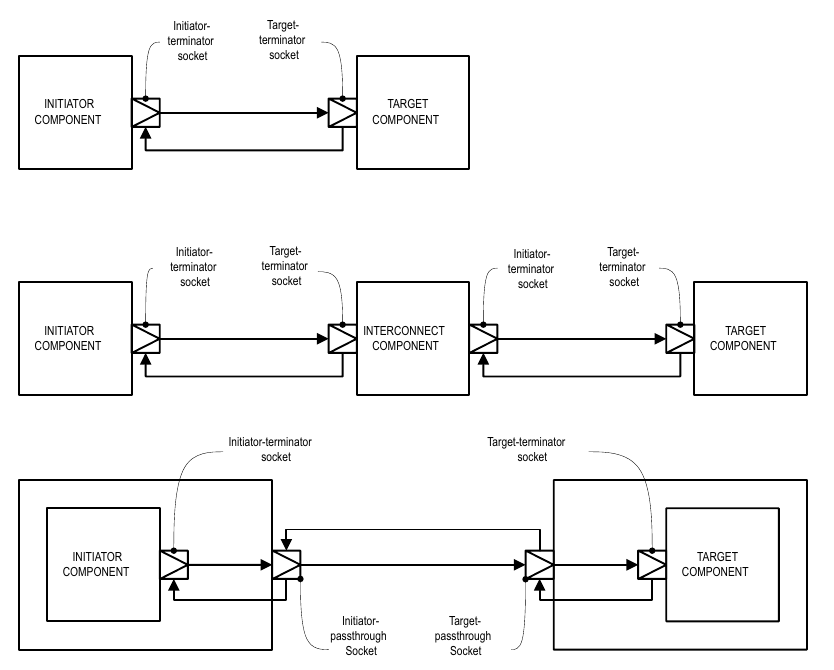 Initiator-
terminator
socket
Target-
terminator
socket
INITIATOR
COMPONENT
TARGET
COMPONENT
Initiator-
terminator
socket
Target-
terminator
socket
Initiator-
terminator
socket
Target-
terminator
socket
INITIATOR
COMPONENT
INTERCONNECT
COMPONENT
TARGET
COMPONENT
Initiator-terminator
socket
Target-terminator
socket
INITIATOR
COMPONENT
TARGET
COMPONENT
Initiator-
passthrough
Socket
Target-
passthrough
Socket